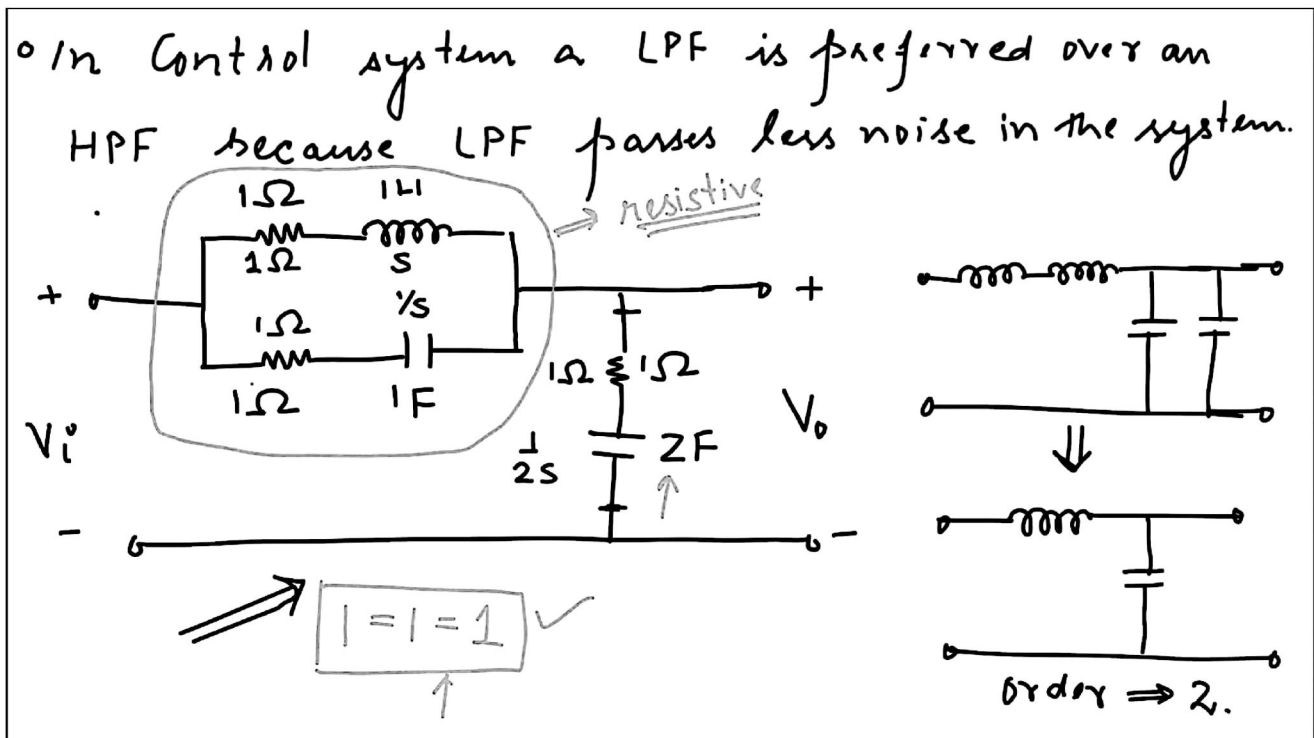 ° In Control system a LPF is preferred over an
HPF because LPF passes less noise in the system.
1Ω 1H
⇒ resistive
1Ω S
+ 1/S +
1Ω
1Ω 1F
1Ω 1Ω
Vi 1/2S 2F Vo
- -
⇓
⇒ 1 = 1 = 1 ✓
order ⇒ 2.